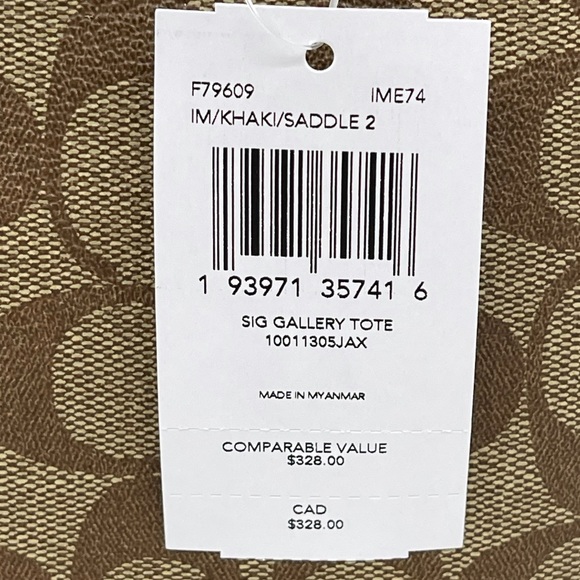 F79609 IME74
IM/KHAKI/SADDLE 2
1 93971 35741 6
SIG GALLERY TOTE
10011305JAX
MADE IN MYANMAR
COMPARABLE VALUE
$328.00
CAD
$328.00